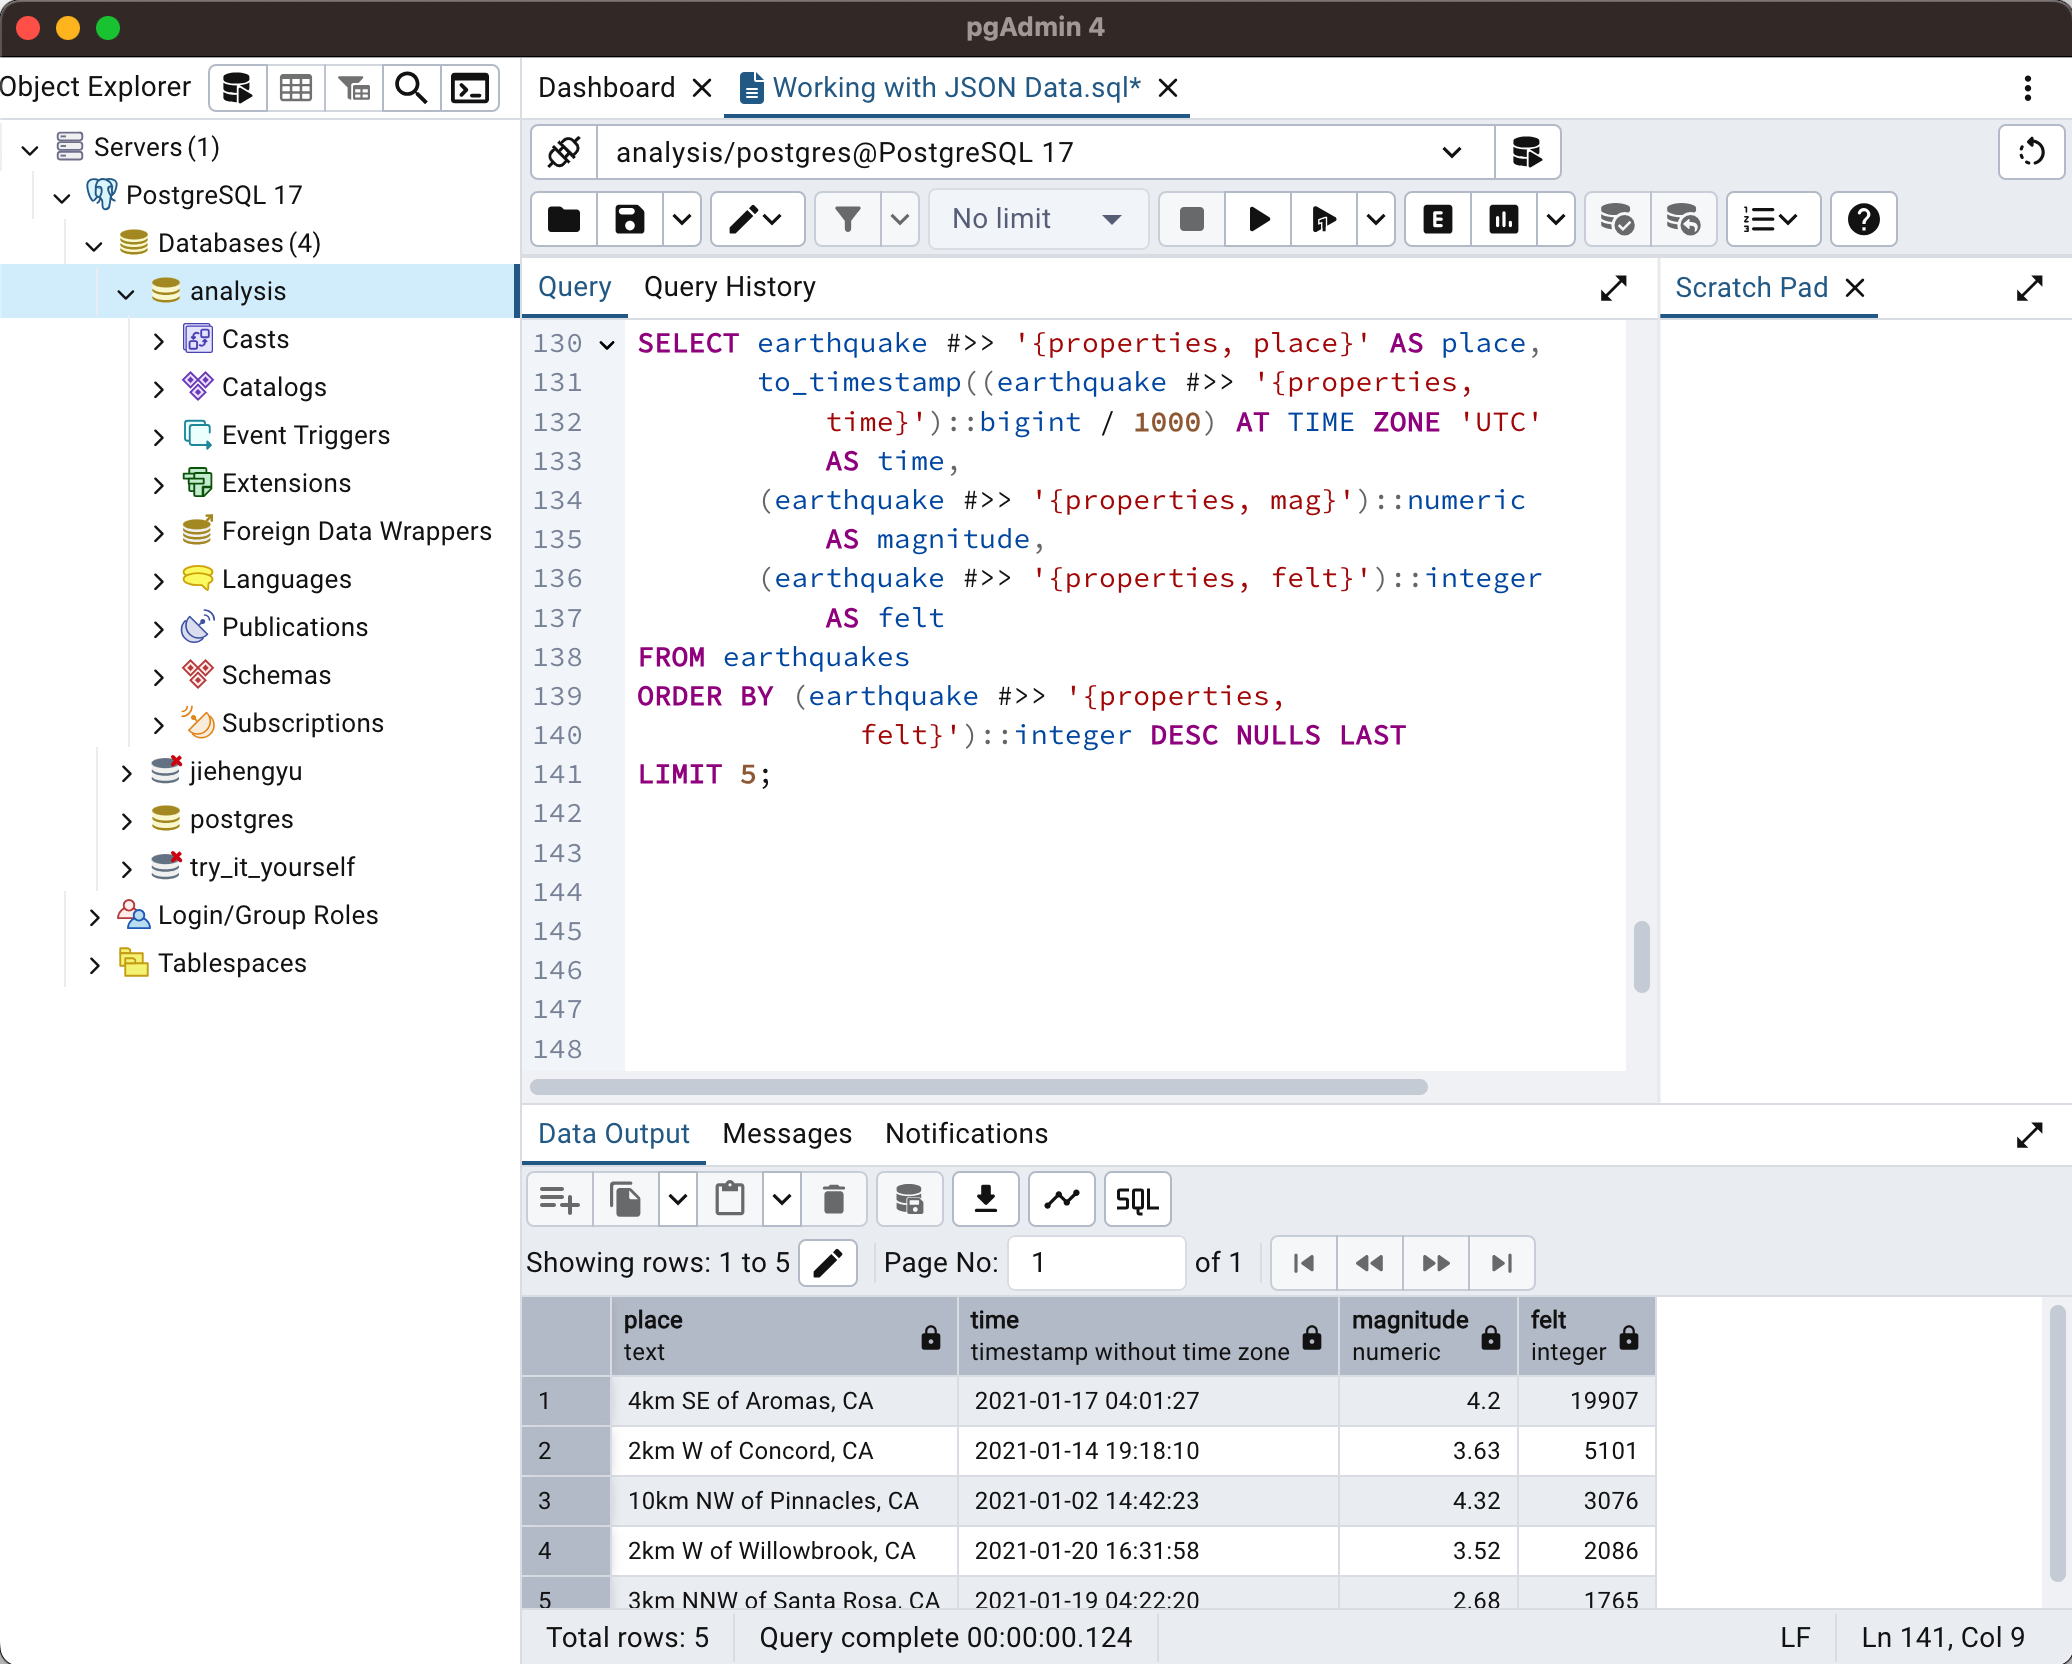 pgAdmin 4
Object Explorer
Dashboard
Working with JSON Data.sql*
Servers (1)
PostgreSQL 17
Databases (4)
analysis
Casts
Catalogs
Event Triggers
Extensions
Foreign Data Wrappers
Languages
Publications
Schemas
Subscriptions
jiehengyu
postgres
try_it_yourself
Login/Group Roles
Tablespaces
analysis/postgres@PostgreSQL 17
No limit
E
Query
Query History
Scratch Pad
130 SELECT earthquake #>> '{properties, place}' AS place,
131 to_timestamp((earthquake #>> '{properties,
132 time}')::bigint / 1000) AT TIME ZONE 'UTC'
133 AS time,
134 (earthquake #>> '{properties, mag}')::numeric
135 AS magnitude,
136 (earthquake #>> '{properties, felt}')::integer
137 AS felt
138 FROM earthquakes
139 ORDER BY (earthquake #>> '{properties,
140 felt}')::integer DESC NULLS LAST
141 LIMIT 5;
142
143
144
145
146
147
148
Data Output
Messages
Notifications
SQL
Showing rows: 1 to 5
Page No: 1 of 1
place time magnitude felt
text timestamp without time zone numeric integer
1 4km SE of Aromas, CA 2021-01-17 04:01:27 4.2 19907
2 2km W of Concord, CA 2021-01-14 19:18:10 3.63 5101
3 10km NW of Pinnacles, CA 2021-01-02 14:42:23 4.32 3076
4 2km W of Willowbrook, CA 2021-01-20 16:31:58 3.52 2086
5 3km NNW of Santa Rosa, CA 2021-01-19 04:22:20 2.68 1765
Total rows: 5
Query complete 00:00:00.124
LF
Ln 141, Col 9